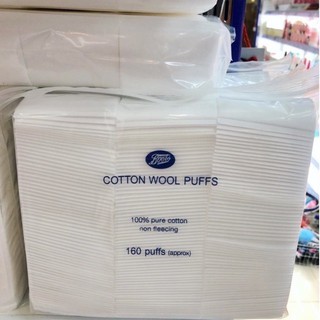 Boots
COTTON WOOL PUFFS
100% pure cotton
non fleecing
160 puffs (approx)